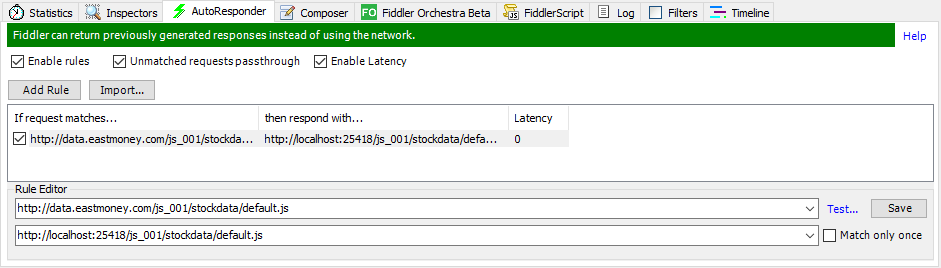 Statistics Inspectors AutoResponder Composer FO Fiddler Orchestra Beta JS FiddlerScript Log Filters Timeline
Fiddler can return previously generated responses instead of using the network. Help
Enable rules Unmatched requests passthrough Enable Latency
Add Rule Import...
If request matches... then respond with... Latency
http://data.eastmoney.com/js_001/stockda... http://localhost:25418/js_001/stockdata/defa... 0
Rule Editor
http://data.eastmoney.com/js_001/stockdata/default.js Test... Save
http://localhost:25418/js_001/stockdata/default.js Match only once